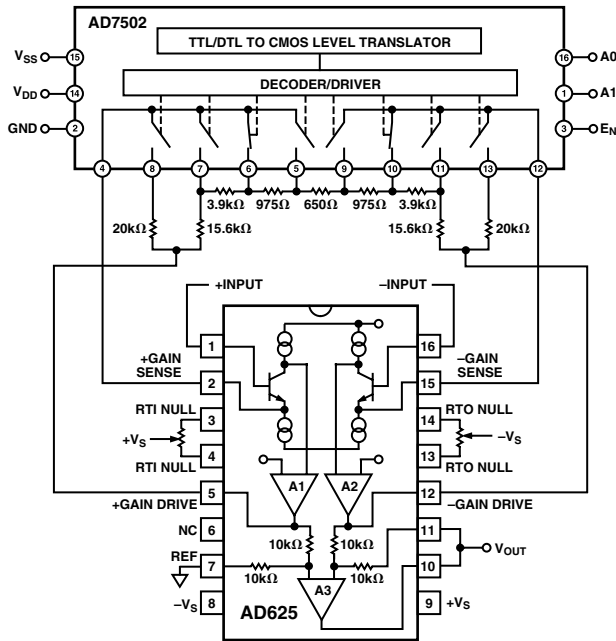 AD7502
TTL/DTL TO CMOS LEVEL TRANSLATOR
DECODER/DRIVER
VSS 15
VDD 14
GND 2
16 A0
1 A1
3 EN
4 8 7 6 5 9 10 11 13 12
3.9kΩ 975Ω 650Ω 975Ω 3.9kΩ
20kΩ 15.6kΩ 15.6kΩ 20kΩ
+INPUT –INPUT
1 16
+GAIN SENSE
2
–GAIN SENSE
15
RTI NULL 3
14 RTO NULL
+VS –VS
4 13
RTI NULL RTO NULL
A1 A2
5 12
+GAIN DRIVE –GAIN DRIVE
NC 6
11
10kΩ 10kΩ
VOUT
REF
7 10
10kΩ 10kΩ
A3
–VS 8
AD625
9 +VS